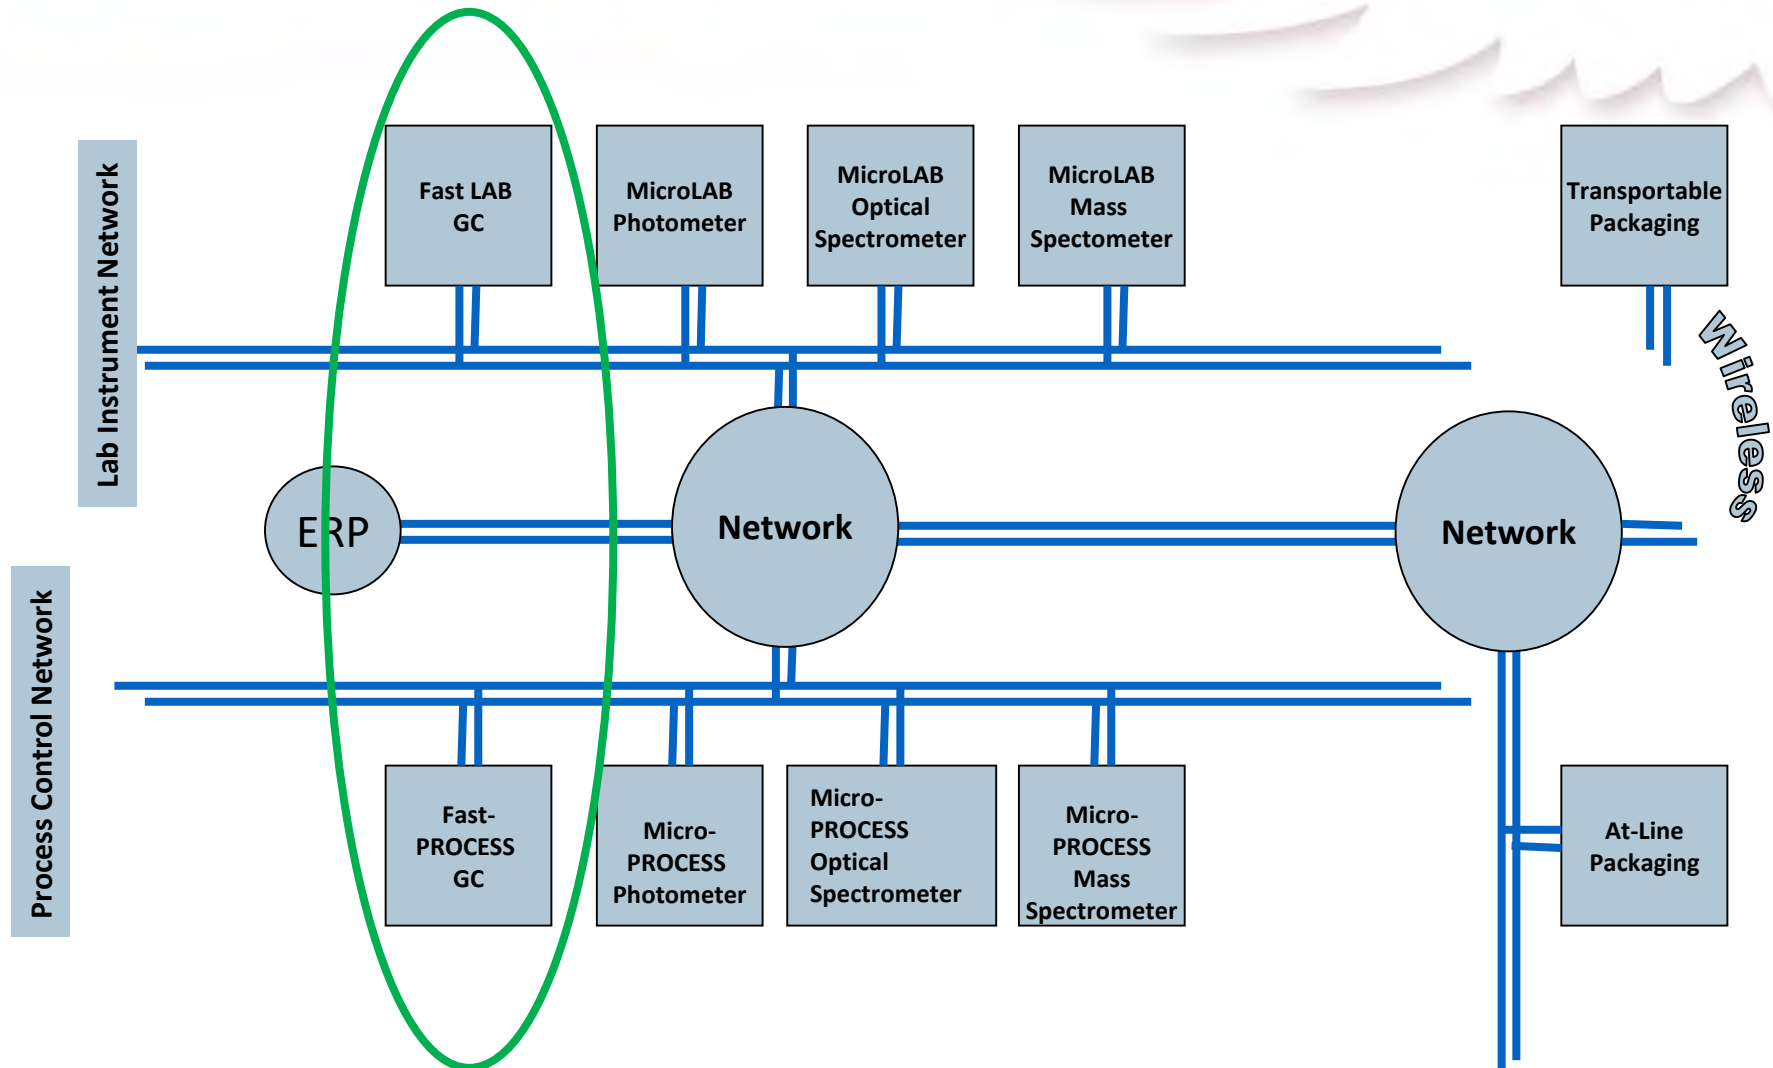 Lab Instrument Network
Fast LAB
GC
MicroLAB
Photometer
MicroLAB
Optical
Spectrometer
MicroLAB
Mass
Spectometer
Transportable
Packaging
Wireless
ERP
Network
Network
Process Control Network
Fast-
PROCESS
GC
Micro-
PROCESS
Photometer
Micro-
PROCESS
Optical
Spectrometer
Micro-
PROCESS
Mass
Spectrometer
At-Line
Packaging